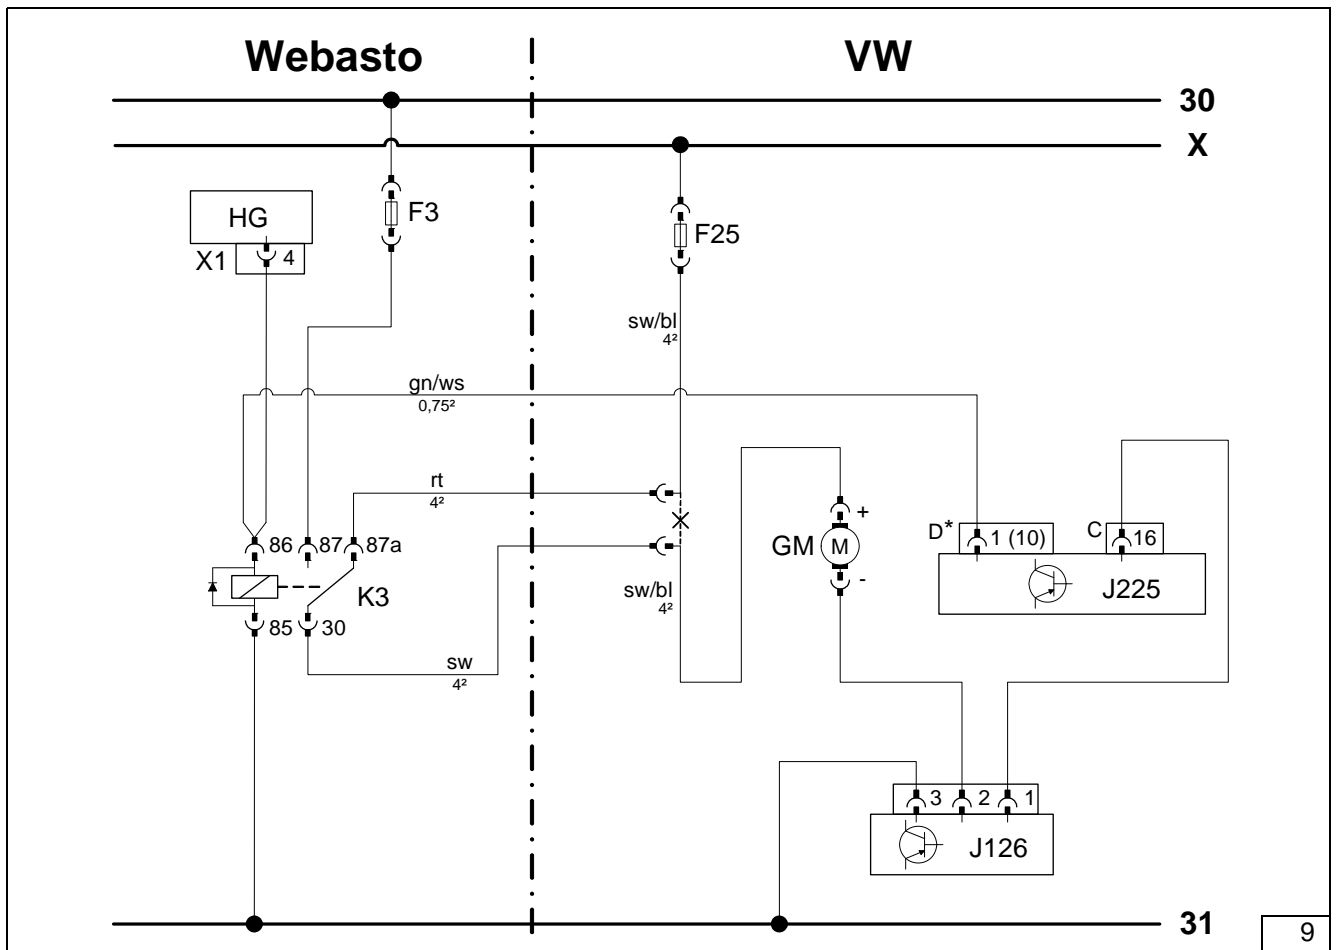 Webasto VW
30
X
HG
F3
F25
X1 4
sw/bl
4²
gn/ws
0,75²
rt
4²
+
D* 1 (10) C 16
GM M
86 87 87a
-
J225
sw/bl
4²
K3
85 30
sw
4²
3 2 1
J126
31
9